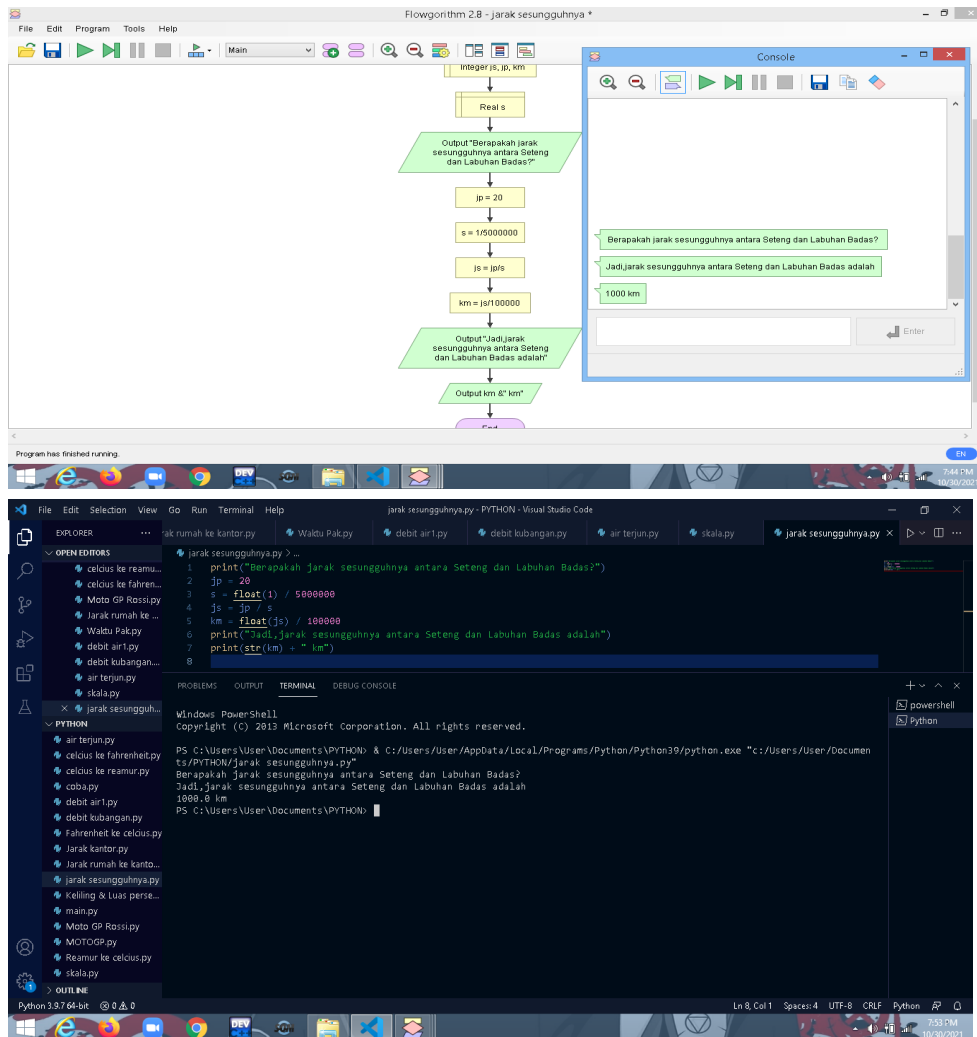 Flowgorithm 2.8 - jarak sesungguhnya *
File Edit Program Tools Help
Main
Integer js, jp, km
Real s
Output "Berapakah jarak
sesungguhnya antara Seteng
dan Labuhan Badas?"
jp = 20
s = 1/5000000
js = jp/s
km = js/100000
Output "Jadi,jarak
sesungguhnya antara Seteng
dan Labuhan Badas adalah"
Output km &" km"
End
Console
Berapakah jarak sesungguhnya antara Seteng dan Labuhan Badas?
Jadi,jarak sesungguhnya antara Seteng dan Labuhan Badas adalah
1000 km
Enter
Program has finished running.
EN
DEV
7:44 PM
10/30/2021
File Edit Selection View Go Run Terminal Help
jarak sesungguhnya.py - PYTHON - Visual Studio Code
EXPLORER
OPEN EDITORS
celcius ke reamu...
celcius ke fahren...
Moto GP Rossi.py
Jarak rumah ke ...
Waktu Pak.py
debit air1.py
debit kubangan....
air terjun.py
skala.py
jarak sesungguh...
PYTHON
air terjun.py
celcius ke fahrenheit.py
celcius ke reamur.py
coba.py
debit air1.py
debit kubangan.py
Fahrenheit ke celcius.py
Jarak kantor.py
Jarak rumah ke kanto...
jarak sesungguhnya.py
Keliling & Luas perse...
main.py
Moto GP Rossi.py
MOTOGP.py
Reamur ke celcius.py
skala.py
OUTLINE
ak rumah ke kantor.py Waktu Pak.py debit air1.py debit kubangan.py air terjun.py skala.py jarak sesungguhnya.py
jarak sesungguhnya.py > ...
1 print("Berapakah jarak sesungguhnya antara Seteng dan Labuhan Badas?")
2 jp = 20
3 s = float(1) / 5000000
4 js = jp / s
5 km = float(js) / 100000
6 print("Jadi,jarak sesungguhnya antara Seteng dan Labuhan Badas adalah")
7 print(str(km) + " km")
8
PROBLEMS OUTPUT TERMINAL DEBUG CONSOLE
powershell
Python
Windows PowerShell
Copyright (C) 2013 Microsoft Corporation. All rights reserved.
PS C:\Users\User\Documents\PYTHON> & C:/Users/User/AppData/Local/Programs/Python/Python39/python.exe "c:/Users/User/Documen
ts/PYTHON/jarak sesungguhnya.py"
Berapakah jarak sesungguhnya antara Seteng dan Labuhan Badas?
Jadi,jarak sesungguhnya antara Seteng dan Labuhan Badas adalah
1000.0 km
PS C:\Users\User\Documents\PYTHON>
1
Python 3.9.7 64-bit 0 0
Ln 8, Col 1 Spaces: 4 UTF-8 CRLF Python
DEV
7:53 PM
10/30/2021